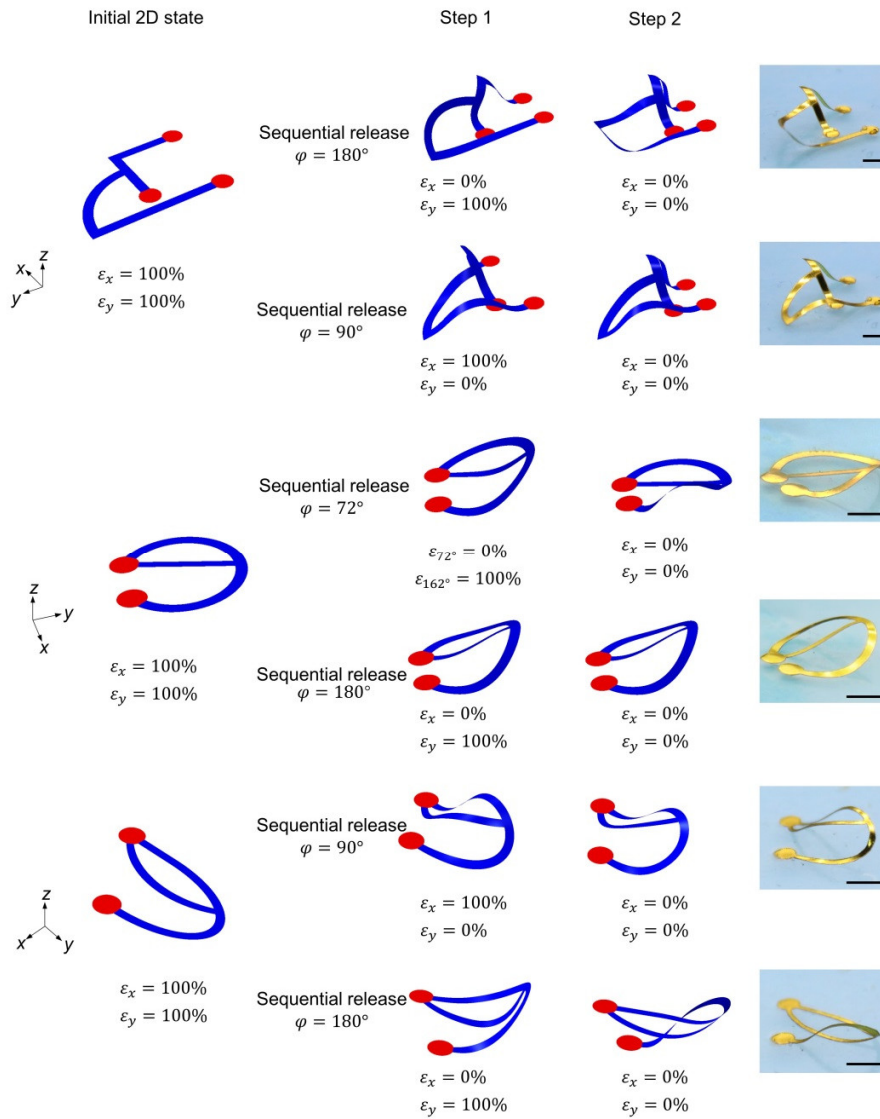 Initial 2D state
Step 1
Step 2
Sequential release
φ = 180°
εx = 0%
εy = 100%
εx = 0%
εy = 0%
z
x
y
εx = 100%
εy = 100%
Sequential release
φ = 90°
εx = 100%
εy = 0%
εx = 0%
εy = 0%
Sequential release
φ = 72°
ε72° = 0%
ε162° = 100%
εx = 0%
εy = 0%
z
y
x
εx = 100%
εy = 100%
Sequential release
φ = 180°
εx = 0%
εy = 100%
εx = 0%
εy = 0%
Sequential release
φ = 90°
εx = 100%
εy = 0%
εx = 0%
εy = 0%
z
x
y
εx = 100%
εy = 100%
Sequential release
φ = 180°
εx = 0%
εy = 100%
εx = 0%
εy = 0%